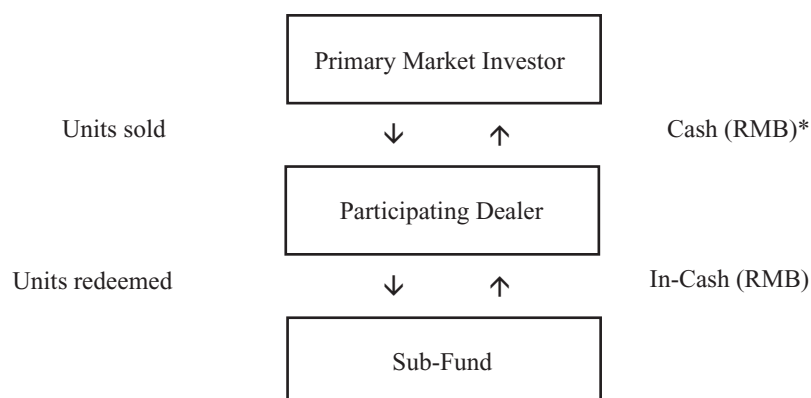 Primary Market Investor
Units sold ↓ ↑ Cash (RMB)*
Participating Dealer
Units redeemed ↓ ↑ In-Cash (RMB)
Sub-Fund